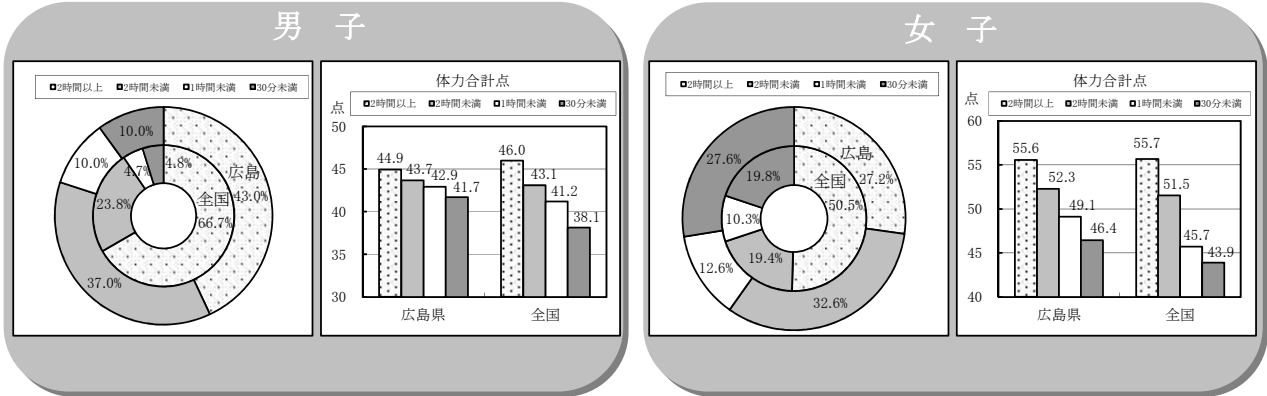 男 子
2時間以上 2時間未満 1時間未満 30分未満
10.0%
10.0%
4.7%
4.8%
広島
43.0%
全国
66.7%
23.8%
37.0%
体力合計点
点
2時間以上 2時間未満 1時間未満 30分未満
50
45
40
35
30
44.9
43.7
42.9
41.7
46.0
43.1
41.2
38.1
広島県
全国
女 子
2時間以上 2時間未満 1時間未満 30分未満
27.6%
19.8%
広島
27.2%
全国
50.5%
10.3%
12.6%
19.4%
32.6%
体力合計点
点
2時間以上 2時間未満 1時間未満 30分未満
60
55
50
45
40
55.6
52.3
49.1
46.4
55.7
51.5
45.7
43.9
広島県
全国